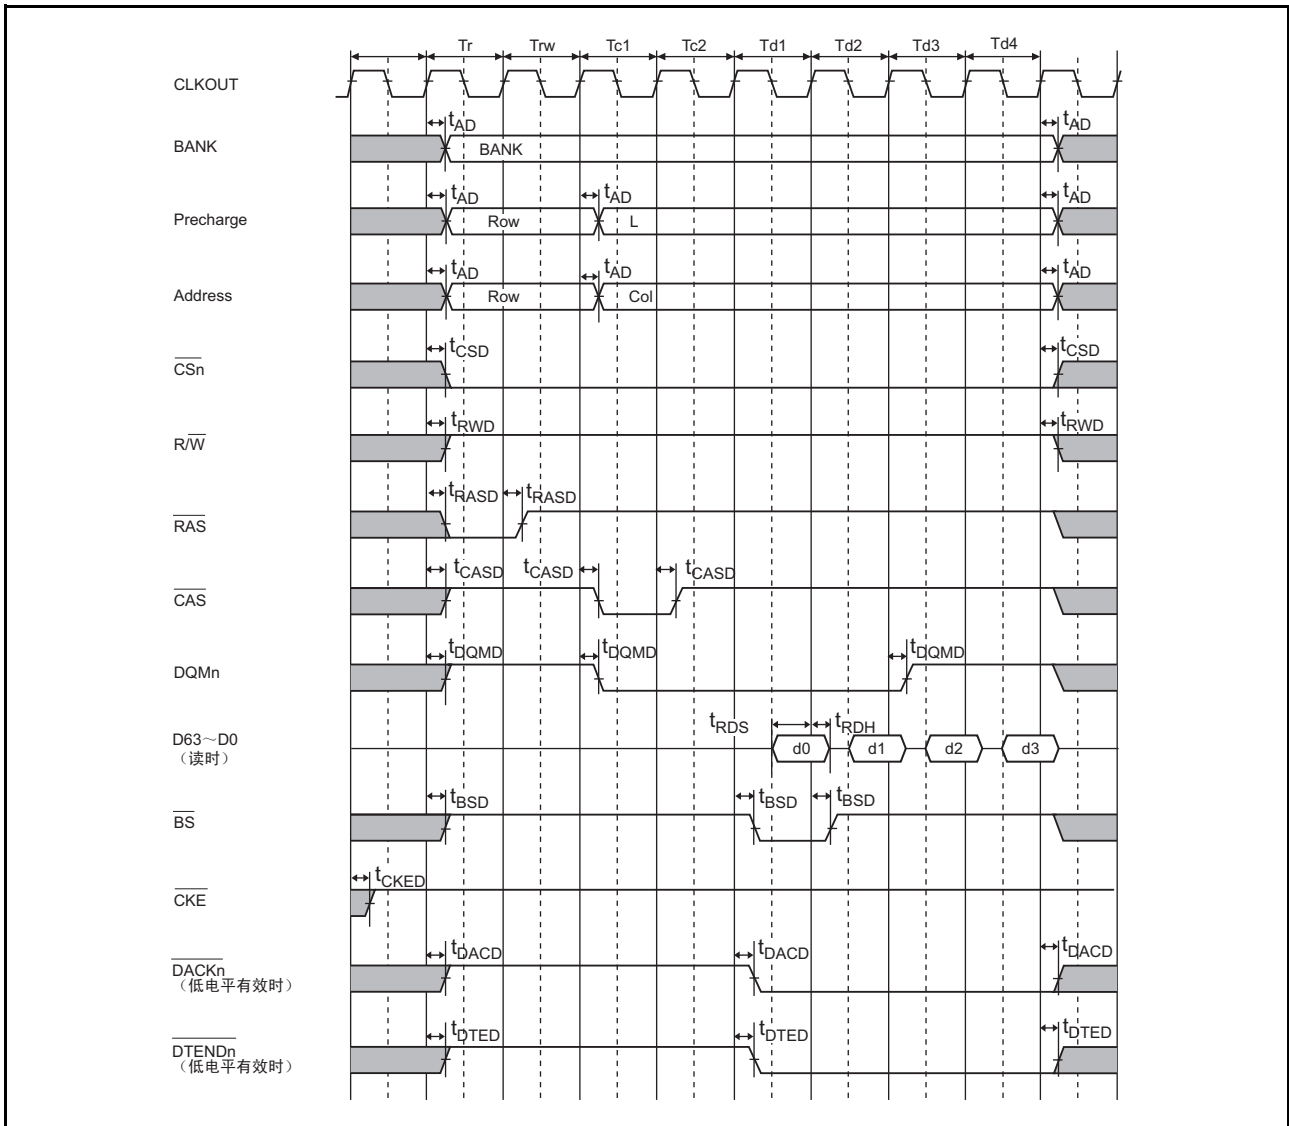 Tr Trw Tc1 Tc2 Td1 Td2 Td3 Td4
CLKOUT
tAD tAD
BANK BANK
tAD tAD tAD
Precharge Row L
tAD tAD tAD
Address Row Col
tCSD tCSD
CSn
tRWD tRWD
R/W
tRASD tRASD
RAS
tCASD tCASD tCASD
CAS
tDQMD tDQMD tDQMD
DQMn
tRDS tRDH
D63～D0 d0 d1 d2 d3
（读时）
tBSD tBSD tBSD
BS
tCKED
CKE
tDACD tDACD tDACD
DACKn
（低电平有效时）
tDTED tDTED tDTED
DTENDn
（低电平有效时）